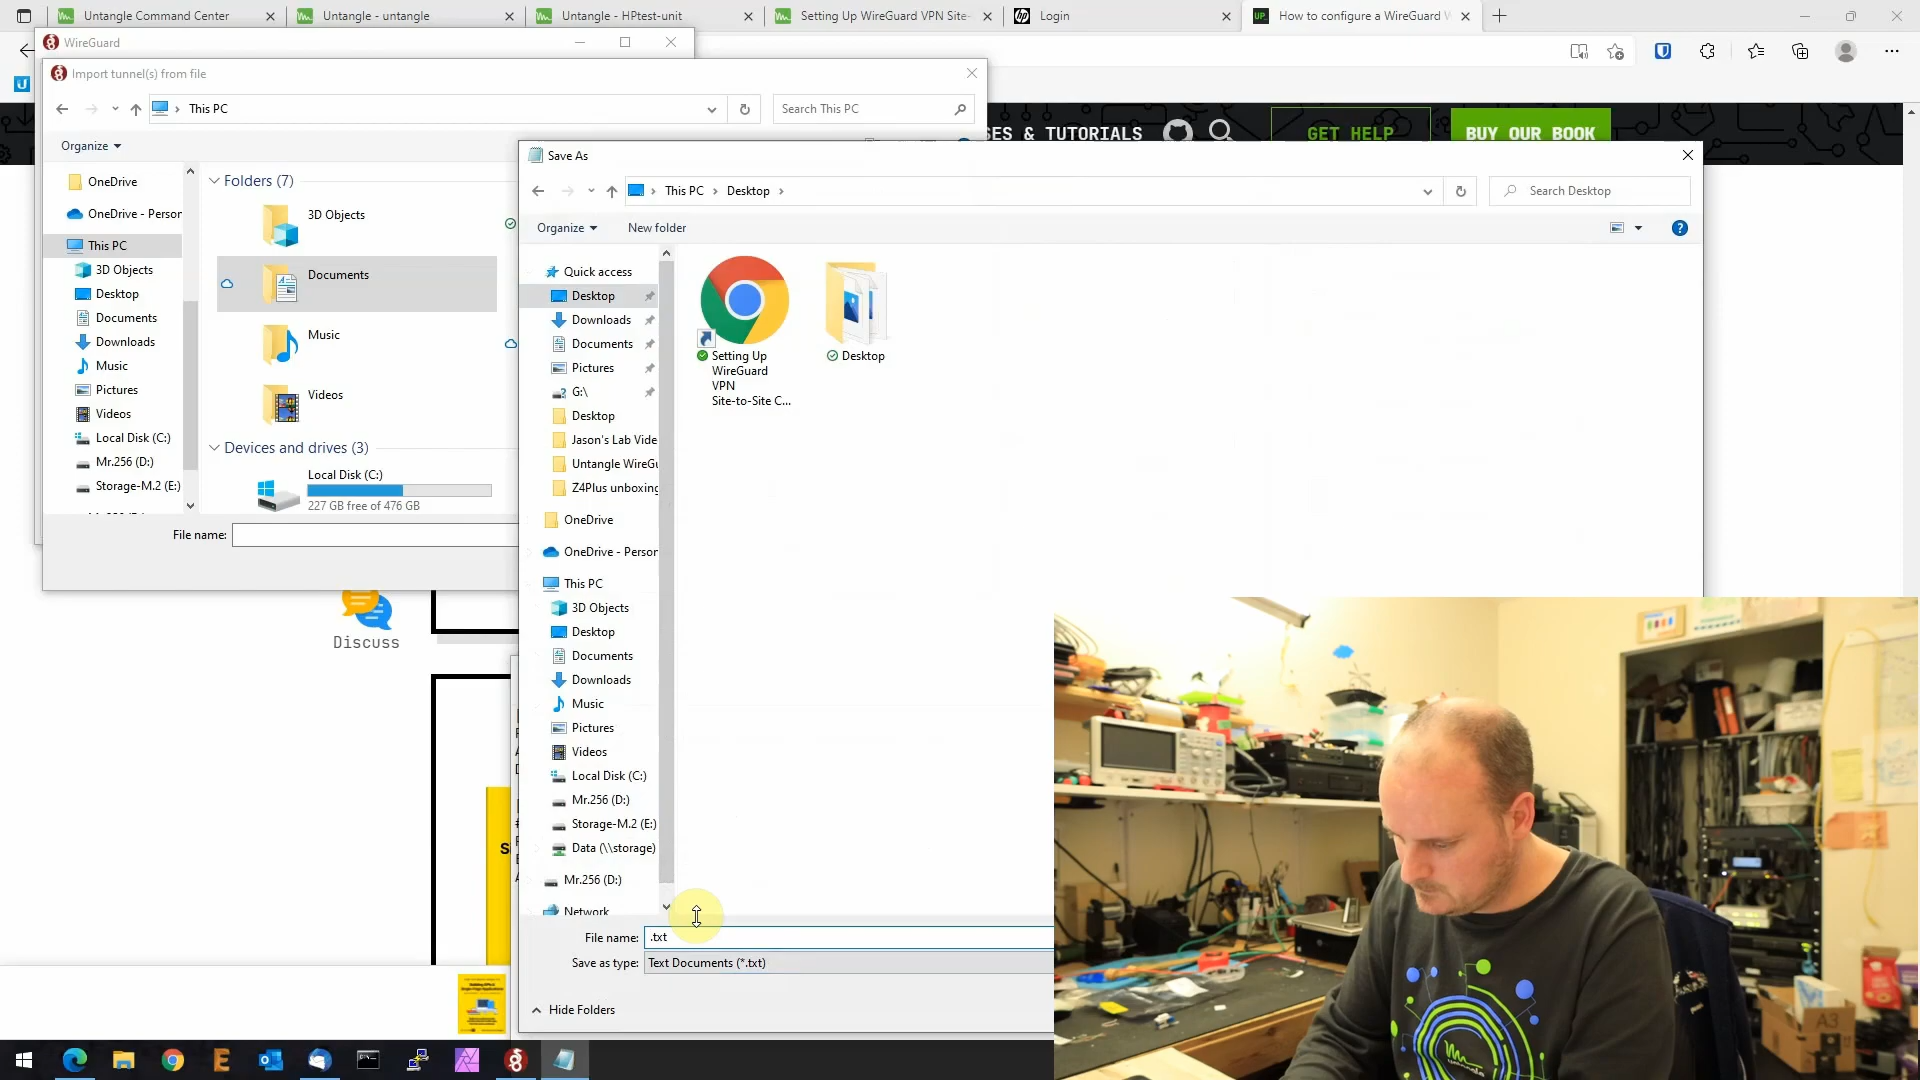 Untangle Command Center
Untangle - untangle
Untangle - HPtest-unit
Setting Up WireGuard VPN Site-
Login
How to configure a WireGuard
WireGuard
Import tunnel(s) from file
This PC
Search This PC
SES & TUTORIALS
GET HELP
BUY OUR BOOK
Organize
OneDrive
OneDrive - Person
This PC
3D Objects
Desktop
Documents
Downloads
Music
Pictures
Videos
Local Disk (C:)
Mr.256 (D:)
Storage-M.2 (E:)
Folders (7)
3D Objects
Documents
Music
Videos
Devices and drives (3)
Local Disk (C:)
227 GB free of 476 GB
File name:
Discuss
Save As
This PC
Desktop
Search Desktop
Organize
New folder
Quick access
Desktop
Downloads
Documents
Pictures
G:\
Desktop
Jason's Lab Vide
Untangle WireGu
Z4Plus unboxing
OneDrive
OneDrive - Person
This PC
3D Objects
Desktop
Documents
Downloads
Music
Pictures
Videos
Local Disk (C:)
Mr.256 (D:)
Storage-M.2 (E:)
Data (\\storage)
Mr.256 (D:)
Network
Setting Up
WireGuard
VPN
Site-to-Site C...
Desktop
File name: .txt
Save as type: Text Documents (*.txt)
Hide Folders
A3